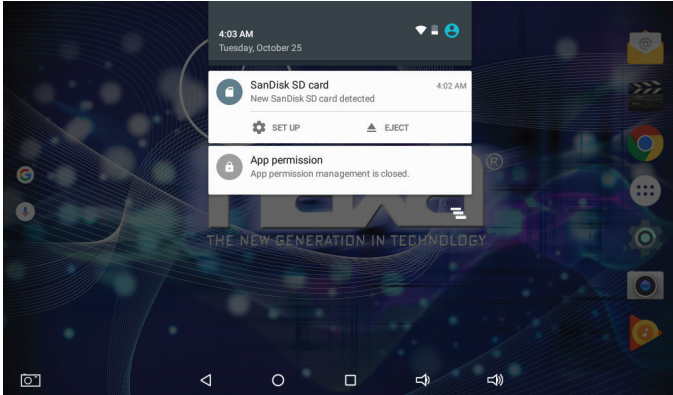 4:03 AM
Tuesday, October 25
SanDisk SD card
4:02 AM
New SanDisk SD card detected
SET UP
EJECT
App permission
App permission management is closed.
®
THE NEW GENERATION IN TECHNOLOGY